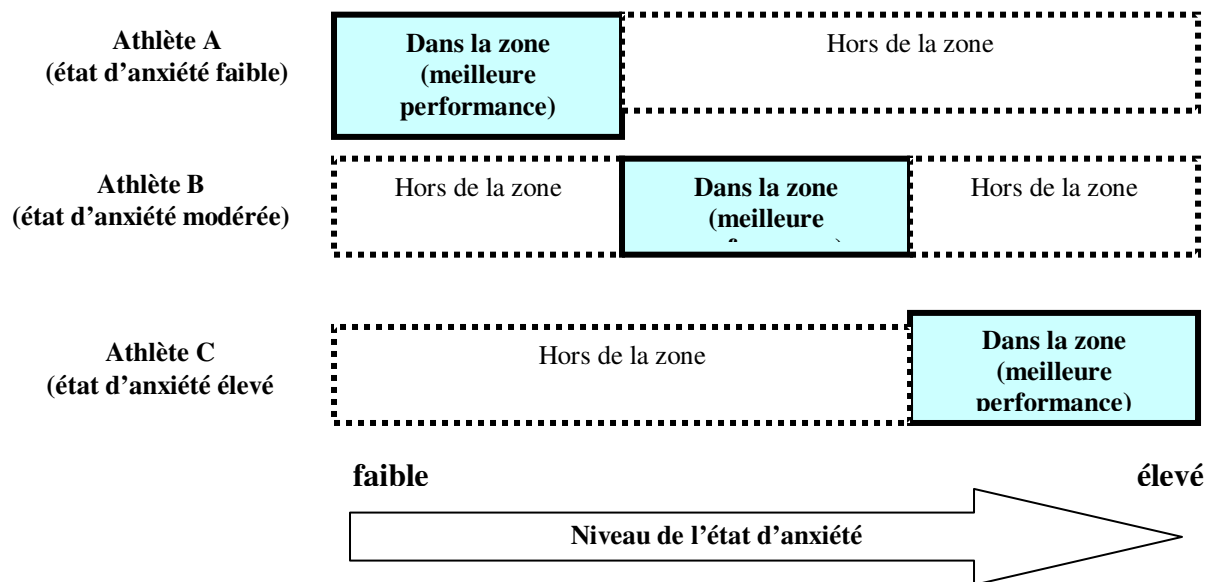 Athlète A
(état d'anxiété faible)
Dans la zone
(meilleure
performance)
Hors de la zone
Athlète B
(état d'anxiété modérée)
Hors de la zone
Dans la zone
(meilleure
Hors de la zone
Athlète C
(état d'anxiété élevé
Hors de la zone
Dans la zone
(meilleure
performance)
faible
élevé
Niveau de l'état d'anxiété